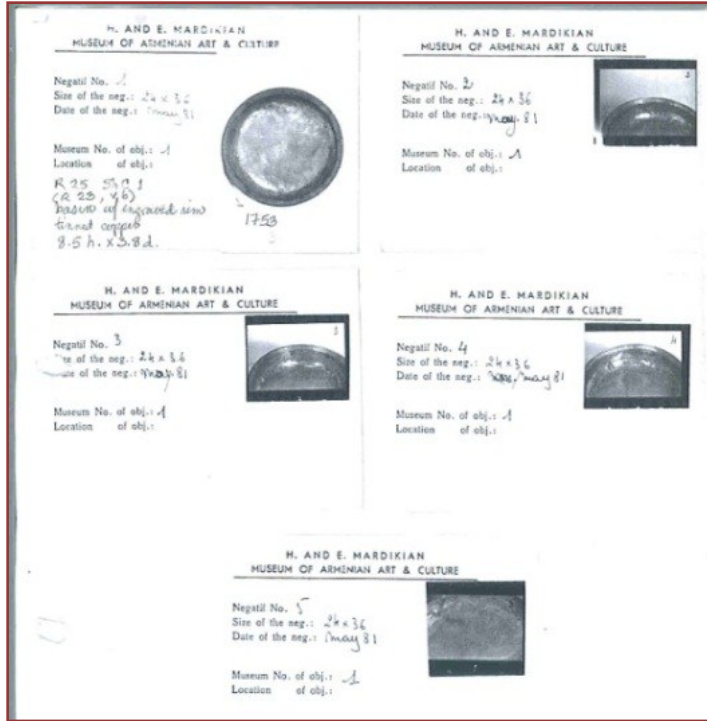 H. AND E. MARDIKIAN
MUSEUM OF ARMENIAN ART & CULTURE
Negatif No. 1
Size of the neg.: 24 x 36
Date of the neg.: may 81
Museum No. of obj.: 1
Location of obj.:
R 25
basin w/ engraved rim
tinned copper
8.5 h. x 3.8 d.
1753
H. AND E. MARDIKIAN
MUSEUM OF ARMENIAN ART & CULTURE
Negatif No. 2
Size of the neg.: 24 x 36
Date of the neg.: may. 81
Museum No. of obj.: 1
Location of obj.:
2
H. AND E. MARDIKIAN
MUSEUM OF ARMENIAN ART & CULTURE
Negatif No. 3
Size of the neg.: 24 x 36
Date of the neg.: may. 81
Museum No. of obj.: 1
Location of obj.:
3
H. AND E. MARDIKIAN
MUSEUM OF ARMENIAN ART & CULTURE
Negatif No. 4
Size of the neg.: 24 x 36
Date of the neg.: may 81
Museum No. of obj.: 1
Location of obj.:
4
H. AND E. MARDIKIAN
MUSEUM OF ARMENIAN ART & CULTURE
Negatif No. 5
Size of the neg.: 24 x 36
Date of the neg.: may 81
Museum No. of obj.: 1
Location of obj.: